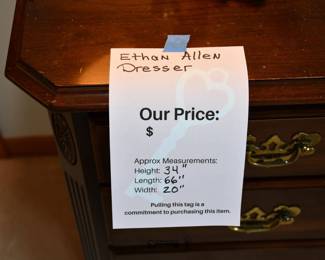 Ethan Allen
Dresser
Our Price:
$
Approx Measurements:
Height: 34"
Length: 66"
Width: 20"
Pulling this tag is a
commitment to purchasing this item.